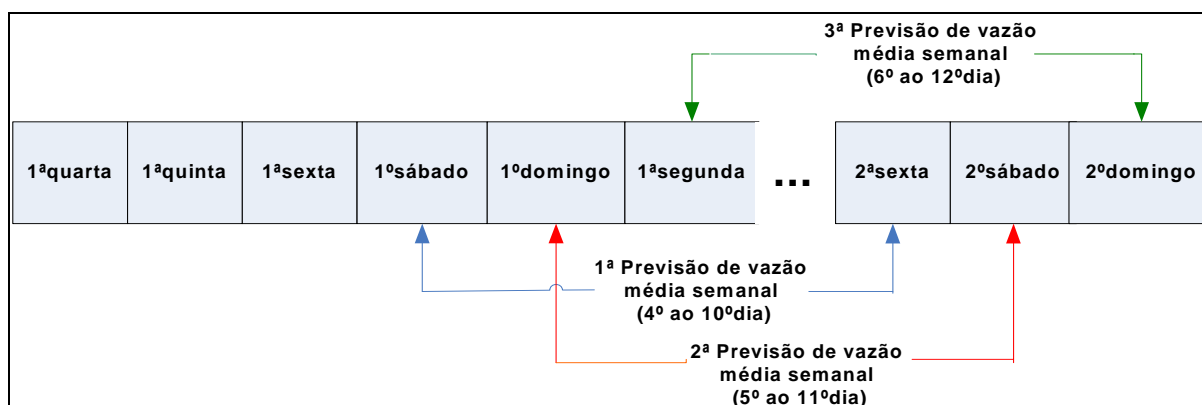 3ª Previsão de vazão
média semanal
(6º ao 12ºdia)
1ªquarta 1ªquinta 1ªsexta 1ºsábado 1ºdomingo 1ªsegunda ... 2ªsexta 2ºsábado 2ºdomingo
1ª Previsão de vazão
média semanal
(4º ao 10ºdia)
2ª Previsão de vazão
média semanal
(5º ao 11ºdia)